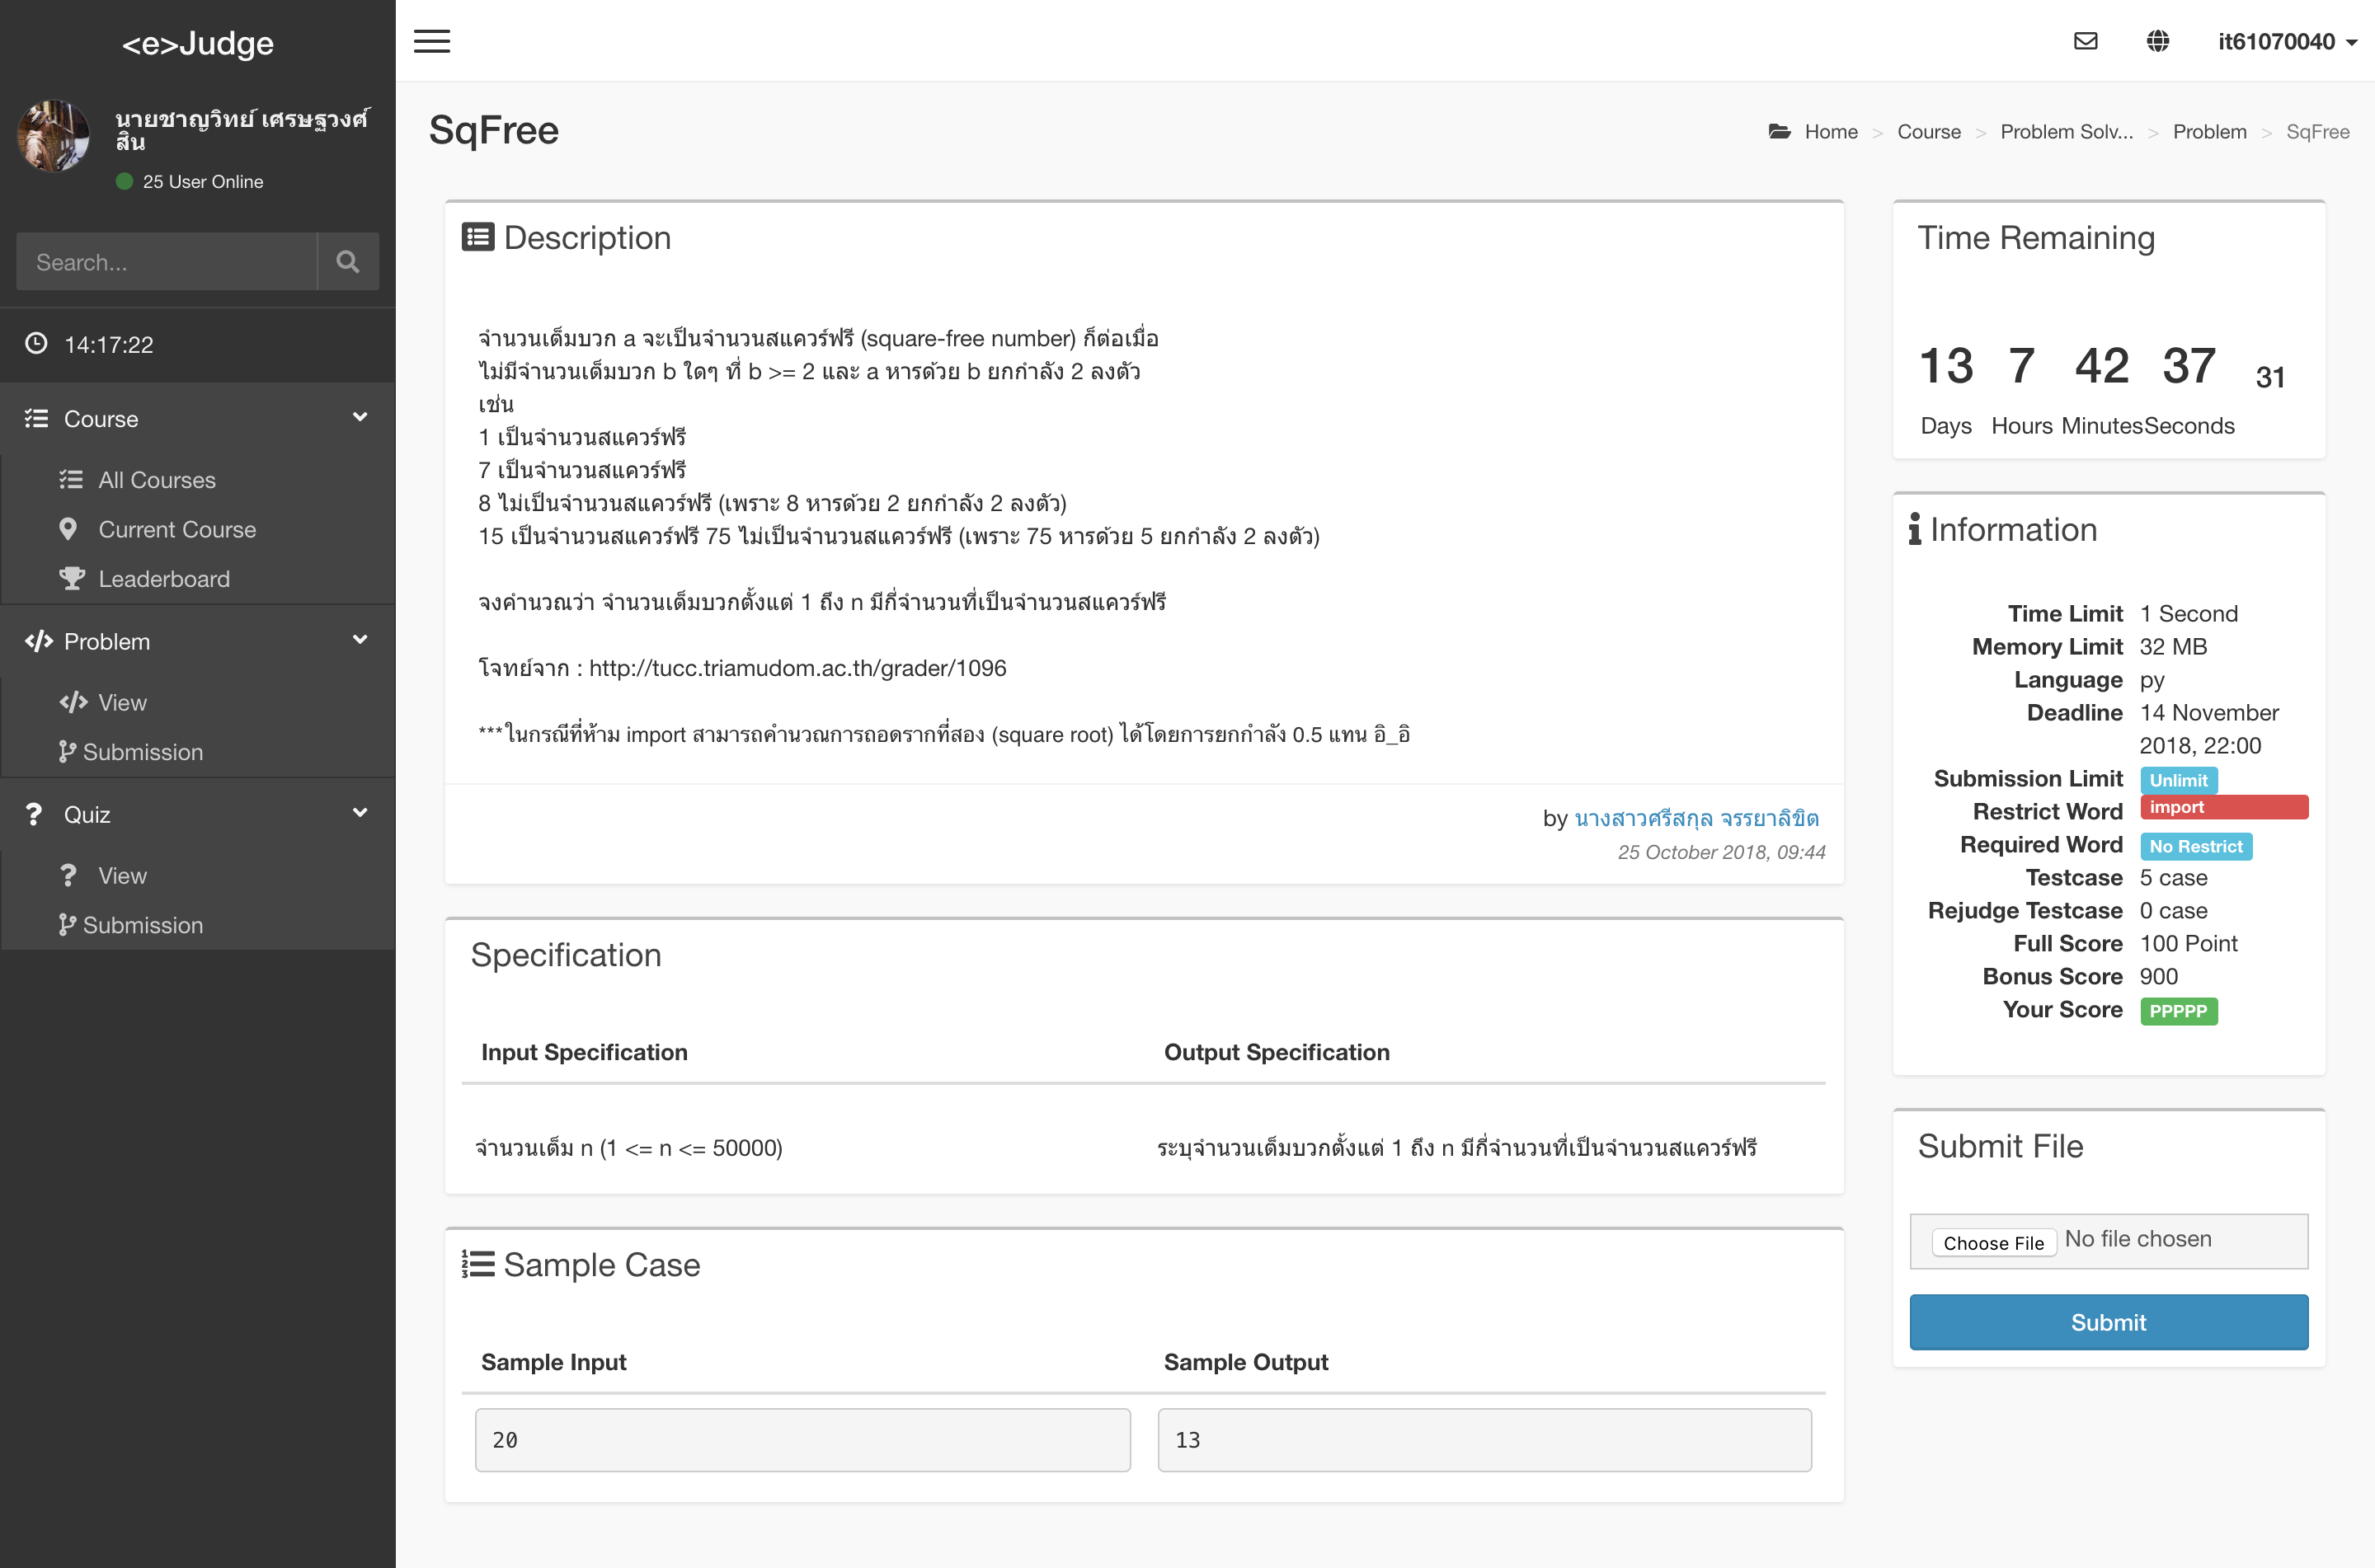 <e>Judge
it61070040
นายชาญวิทย์ เศรษฐวงศ์
สิน
25 User Online
Search...
14:17:22
Course
All Courses
Current Course
Leaderboard
Problem
View
Submission
Quiz
View
Submission
SqFree
Home > Course > Problem Solv... > Problem > SqFree
Description
จำนวนเต็มบวก a จะเป็นจำนวนสแควร์ฟรี (square-free number) ก็ต่อเมื่อ
ไม่มีจำนวนเต็มบวก b ใดๆ ที่ b >= 2 และ a หารด้วย b ยกกำลัง 2 ลงตัว
เช่น
1 เป็นจำนวนสแควร์ฟรี
7 เป็นจำนวนสแควร์ฟรี
8 ไม่เป็นจำนวนสแควร์ฟรี (เพราะ 8 หารด้วย 2 ยกกำลัง 2 ลงตัว)
15 เป็นจำนวนสแควร์ฟรี 75 ไม่เป็นจำนวนสแควร์ฟรี (เพราะ 75 หารด้วย 5 ยกกำลัง 2 ลงตัว)
จงคำนวณว่า จำนวนเต็มบวกตั้งแต่ 1 ถึง n มีกี่จำนวนที่เป็นจำนวนสแควร์ฟรี
โจทย์จาก : http://tucc.triamudom.ac.th/grader/1096
***ในกรณีที่ห้าม import สามารถคำนวณการถอดรากที่สอง (square root) ได้โดยการยกกำลัง 0.5 แทน อิ_อิ
by นางสาวศรีสกุล จรรยาลิขิต
25 October 2018, 09:44
Specification
Input Specification Output Specification
จำนวนเต็ม n (1 <= n <= 50000) ระบุจำนวนเต็มบวกตั้งแต่ 1 ถึง n มีกี่จำนวนที่เป็นจำนวนสแควร์ฟรี
Sample Case
Sample Input Sample Output
20 13
Time Remaining
13 7 42 37 31
Days Hours Minutes Seconds
Information
Time Limit 1 Second
Memory Limit 32 MB
Language py
Deadline 14 November
2018, 22:00
Submission Limit Unlimit
Restrict Word import
Required Word No Restrict
Testcase 5 case
Rejudge Testcase 0 case
Full Score 100 Point
Bonus Score 900
Your Score PPPPP
Submit File
Choose File No file chosen
Submit